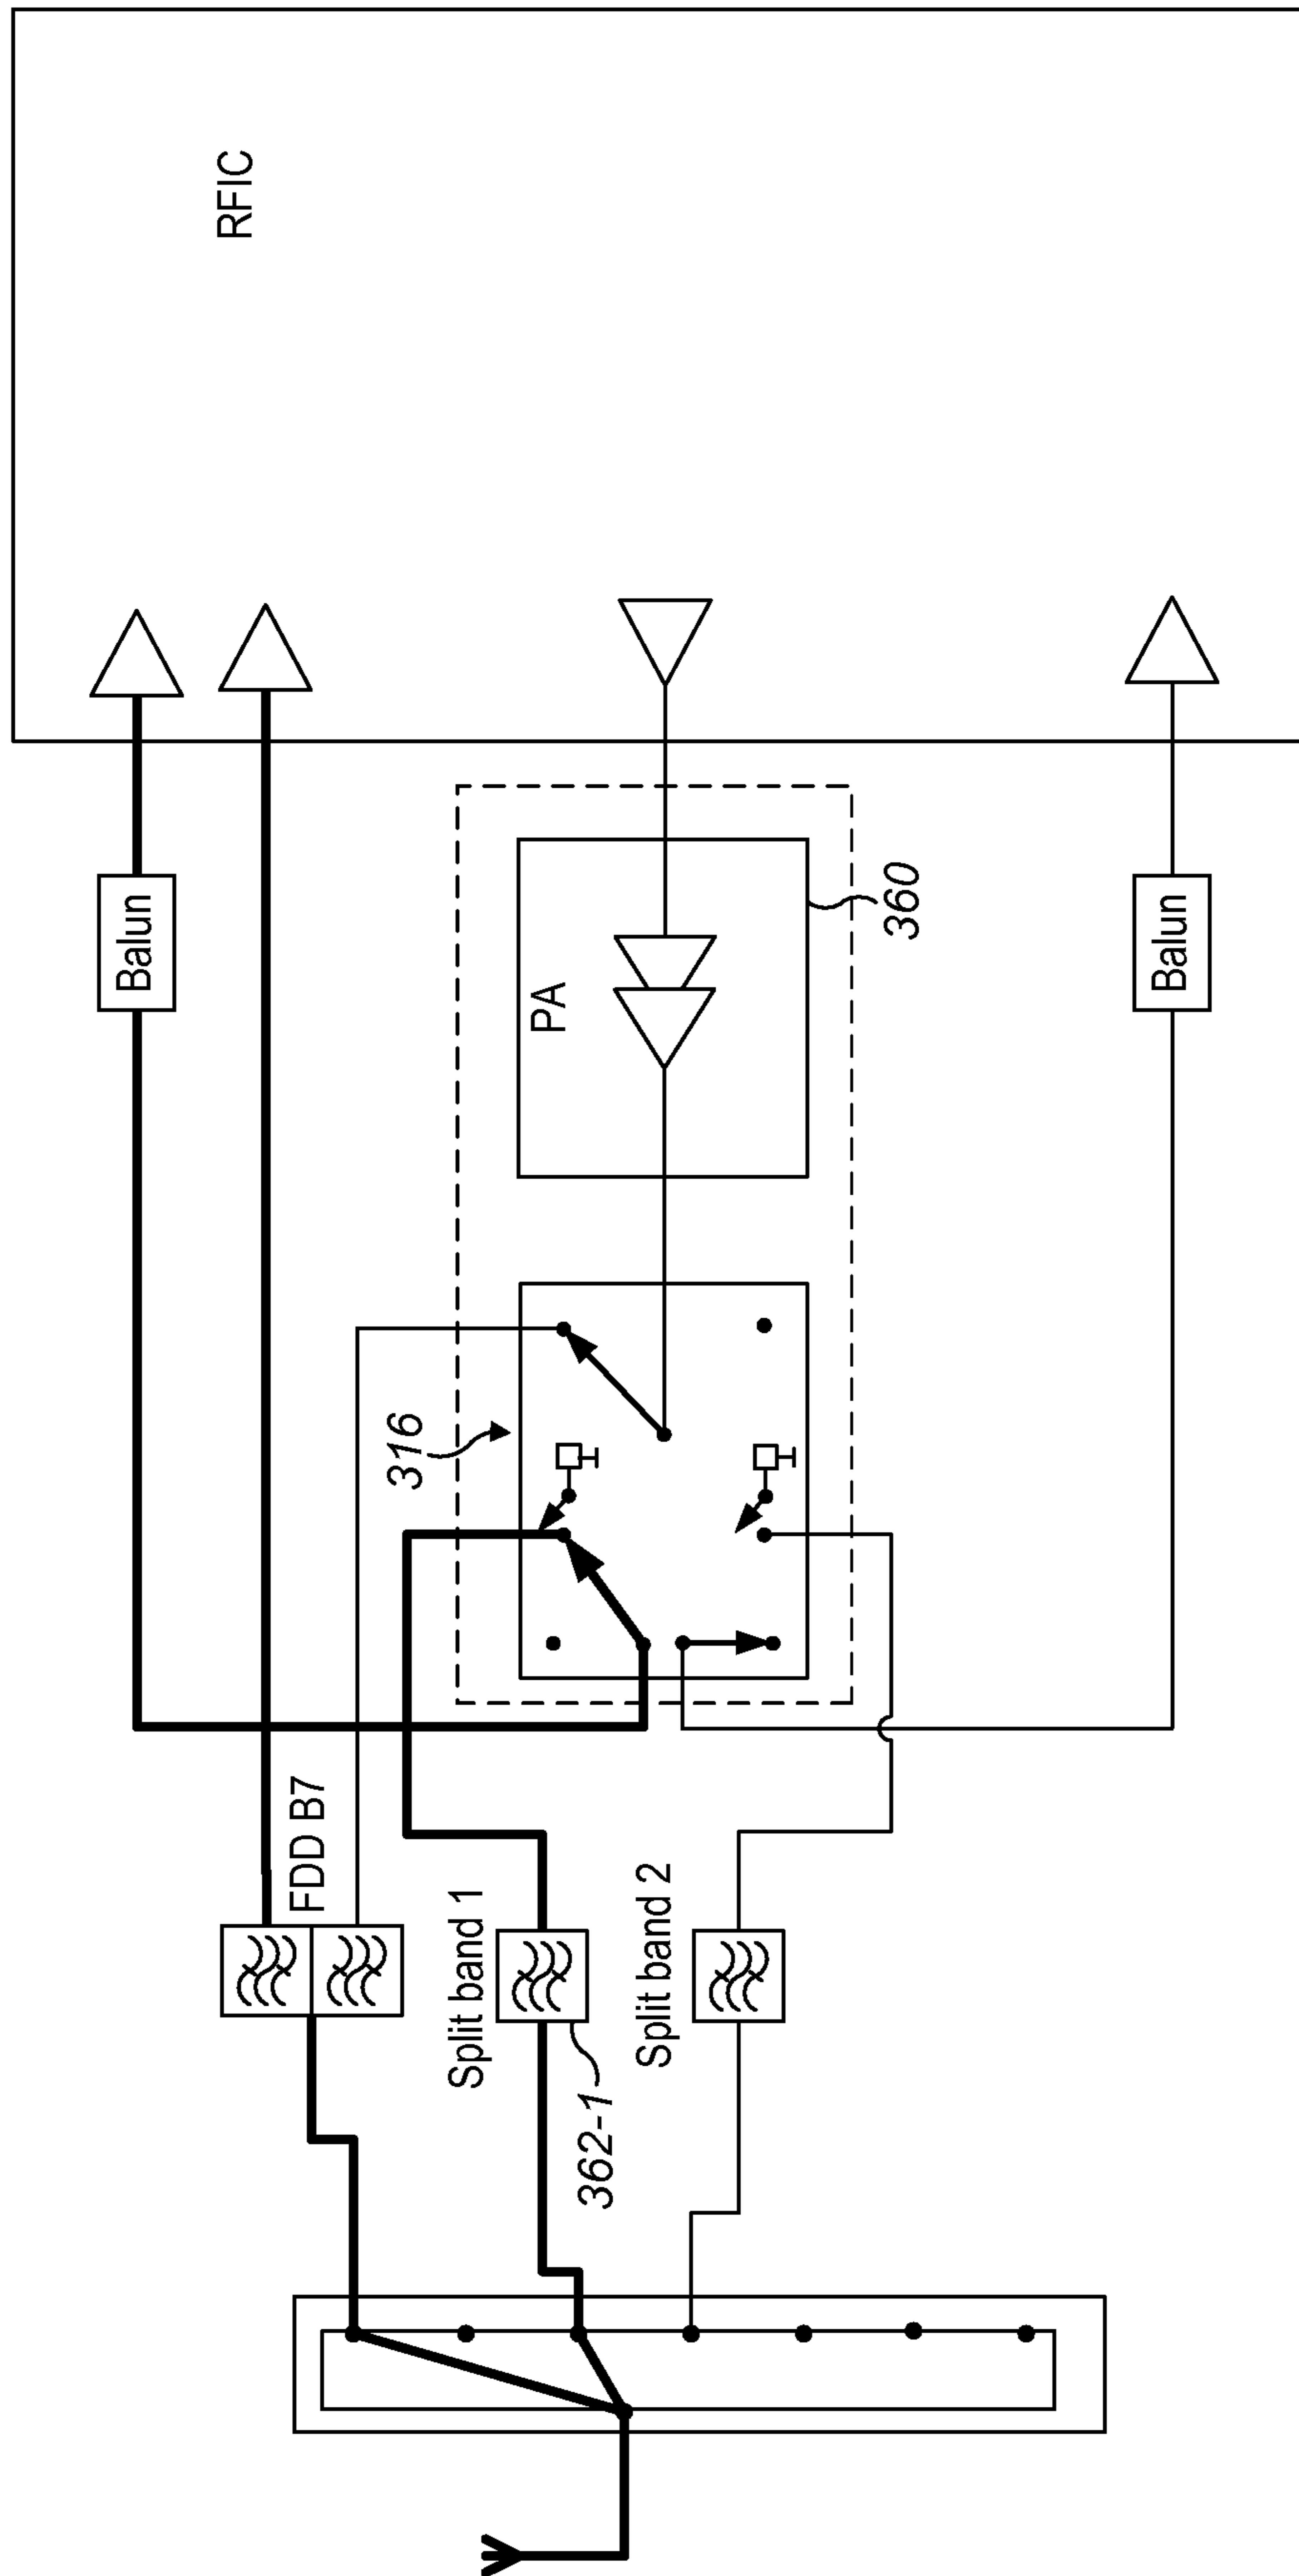 RFIC
Balun
Balun
PA
360
316
FDD B7
Split band 1
Split band 2
362-1